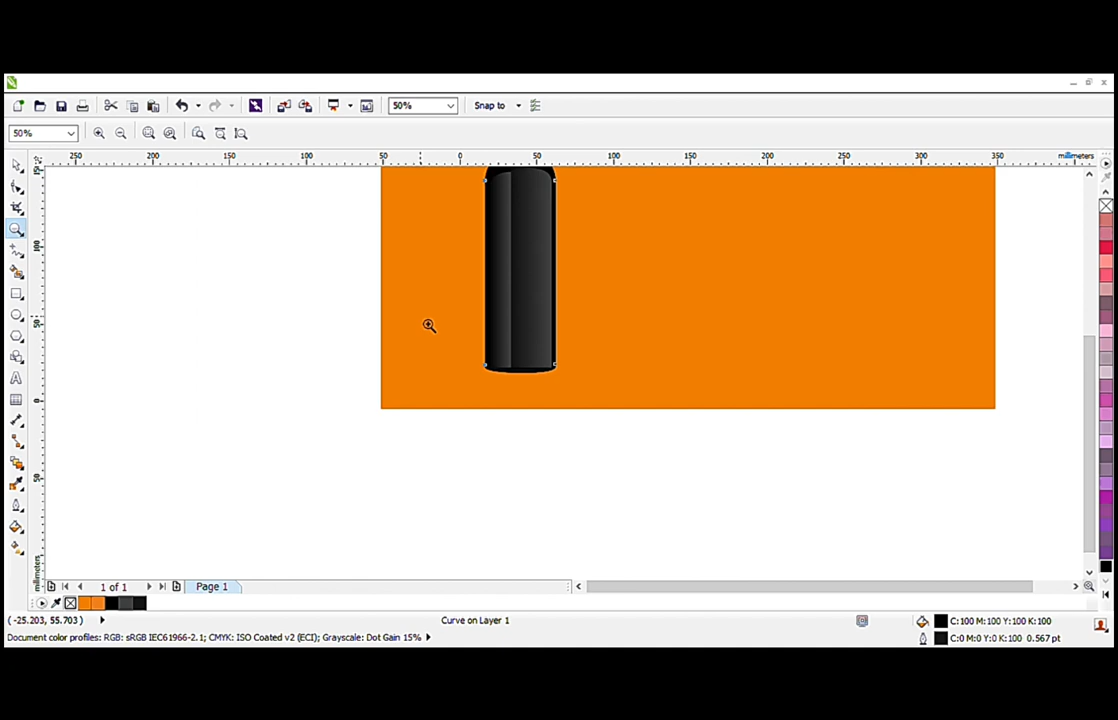 50% Snap to
50%
250 200 150 100 50 0 50 100 150 200 250 300 350 millimeters
100
50
0
50
millimeters
1 of 1 Page 1
( -25.203, 55.703 ) Curve on Layer 1 C:100 M:100 Y:100 K:100
Document color profiles: RGB: sRGB IEC61966-2.1; CMYK: ISO Coated v2 (ECI); Grayscale: Dot Gain 15% C:0 M:0 Y:0 K:100 0.567 pt